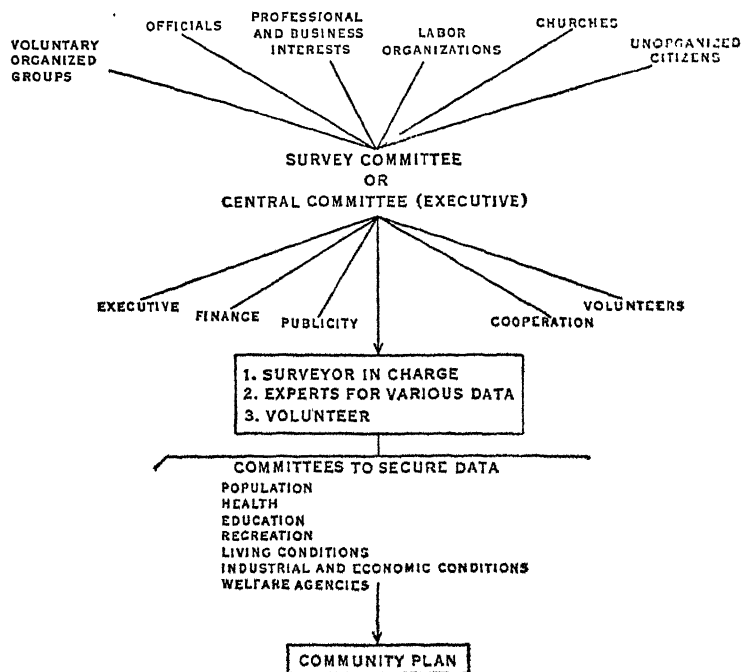 VOLUNTARY
ORGANIZED
GROUPS
OFFICIALS
PROFESSIONAL
AND BUSINESS
INTERESTS
LABOR
ORGANIZATIONS
CHURCHES
UNORGANIZED
CITIZENS
SURVEY COMMITTEE
OR
CENTRAL COMMITTEE (EXECUTIVE)
EXECUTIVE
FINANCE
PUBLICITY
COOPERATION
VOLUNTEERS
1. SURVEYOR IN CHARGE
2. EXPERTS FOR VARIOUS DATA
3. VOLUNTEER
COMMITTEES TO SECURE DATA
POPULATION
HEALTH
EDUCATION
RECREATION
LIVING CONDITIONS
INDUSTRIAL AND ECONOMIC CONDITIONS
WELFARE AGENCIES
COMMUNITY PLAN